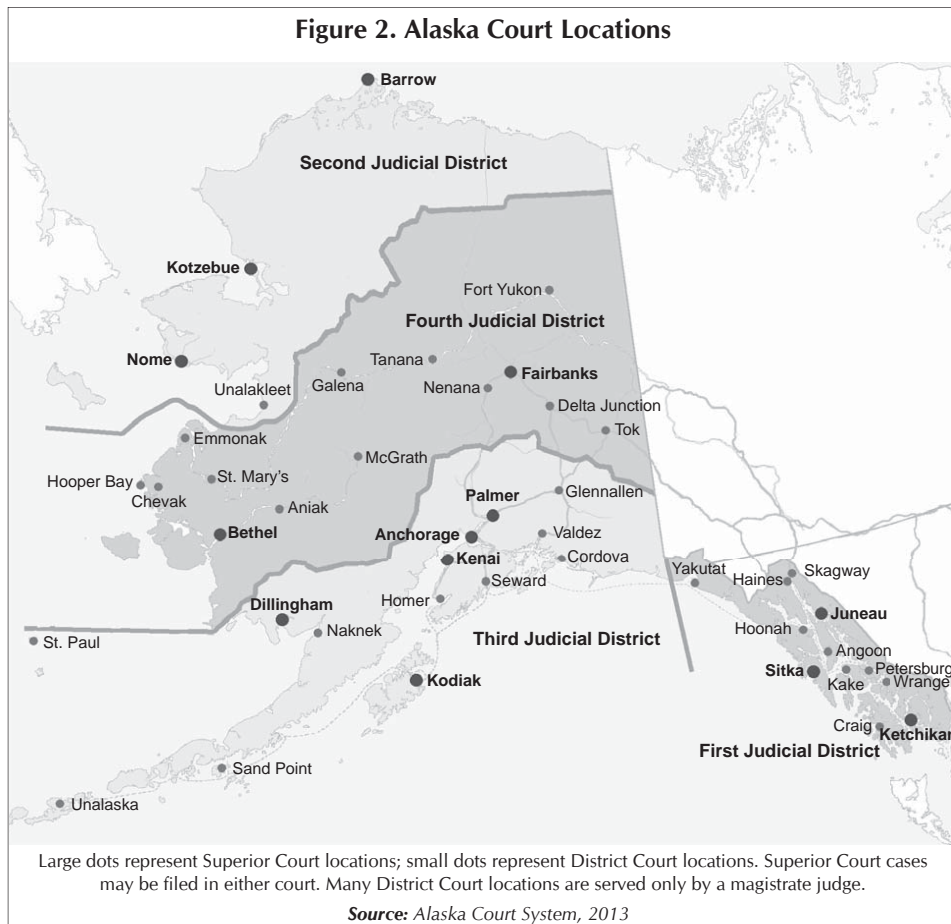 Figure 2. Alaska Court Locations
Barrow
Second Judicial District
Kotzebue
Fort Yukon
Fourth Judicial District
Nome
Tanana
Fairbanks
Galena
Nenana
Unalakleet
Delta Junction
Emmonak
Tok
McGrath
Hooper Bay
St. Mary's
Chevak
Glennallen
Palmer
Aniak
Bethel
Anchorage
Valdez
Kenai
Cordova
Yakutat
Skagway
Haines
Seward
Homer
Dillingham
Juneau
Naknek
Hoonah
St. Paul
Third Judicial District
Angoon
Sitka
Petersburg
Kodiak
Kake
Wrange
Craig
Ketchikan
First Judicial District
Sand Point
Unalaska
Large dots represent Superior Court locations; small dots represent District Court locations. Superior Court cases
may be filed in either court. Many District Court locations are served only by a magistrate judge.
Source: Alaska Court System, 2013